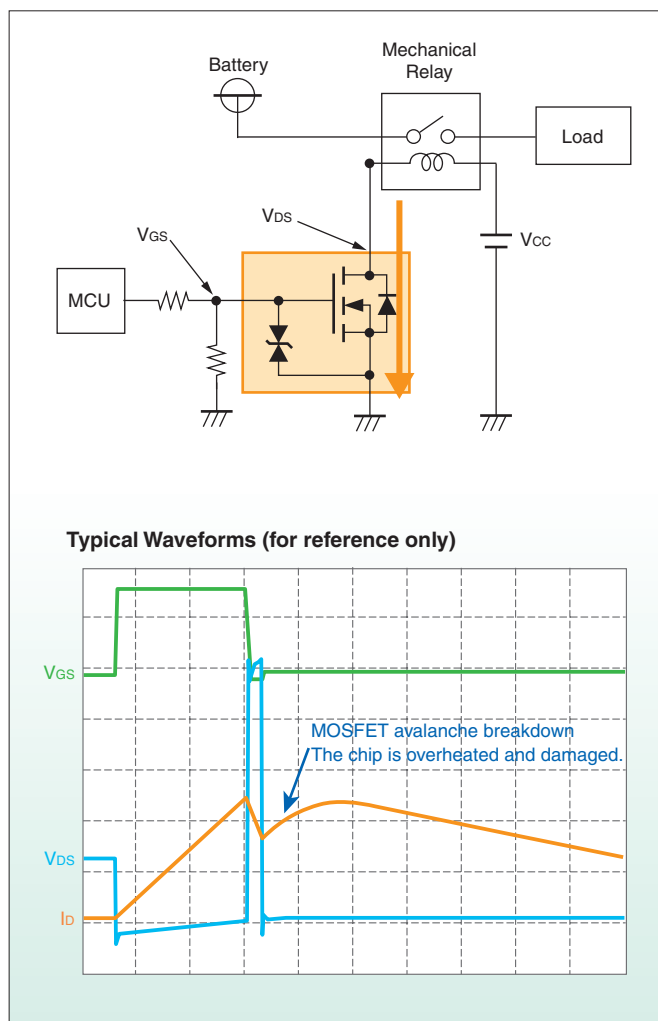 Battery
Mechanical
Relay
Load
VDS
VGS
VCC
MCU
Typical Waveforms (for reference only)
VGS
MOSFET avalanche breakdown
The chip is overheated and damaged.
VDS
ID